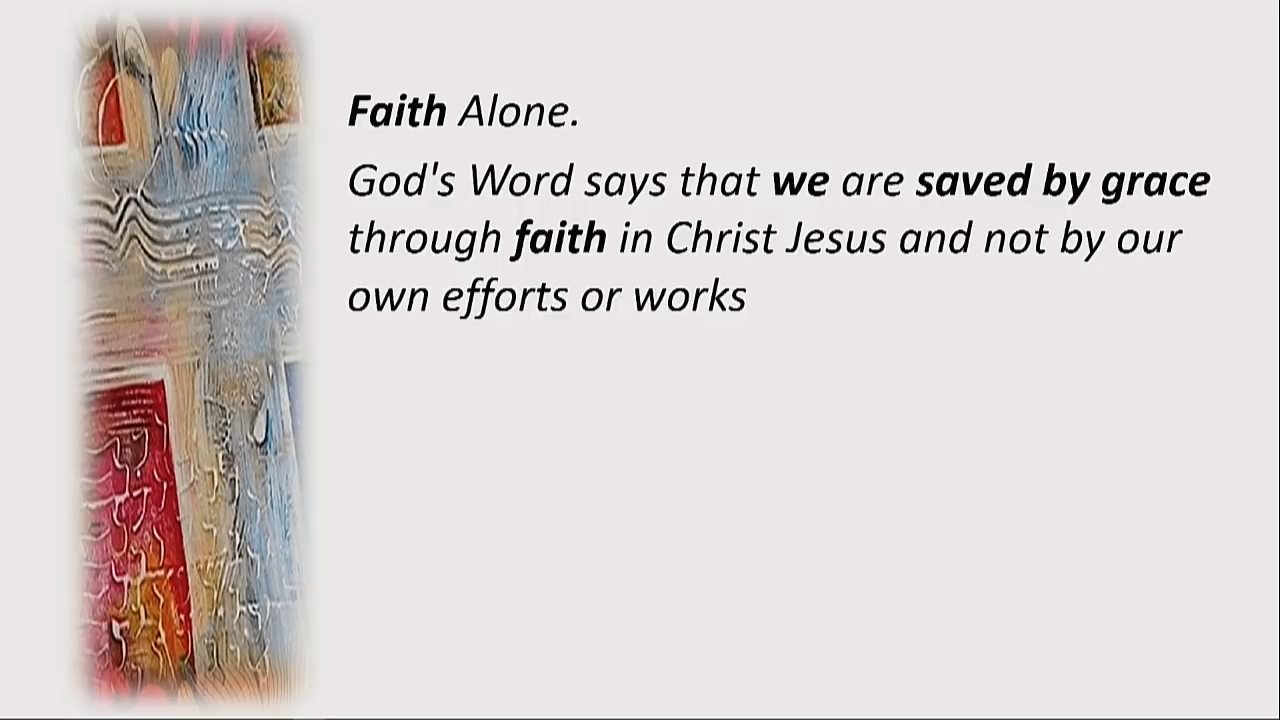 Faith Alone.
God's Word says that we are saved by grace
through faith in Christ Jesus and not by our
own efforts or works